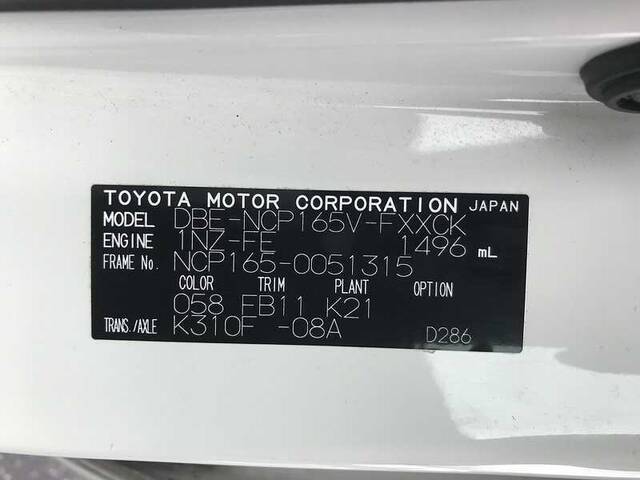 TOYOTA MOTOR CORPORATION JAPAN
MODEL DBE-NCP165V-FXXCK
ENGINE 1NZ-FE 1496 mL
FRAME No. NCP165-0051315
COLOR TRIM PLANT OPTION
058 FB11 K21
TRANS./AXLE K310F -08A D286